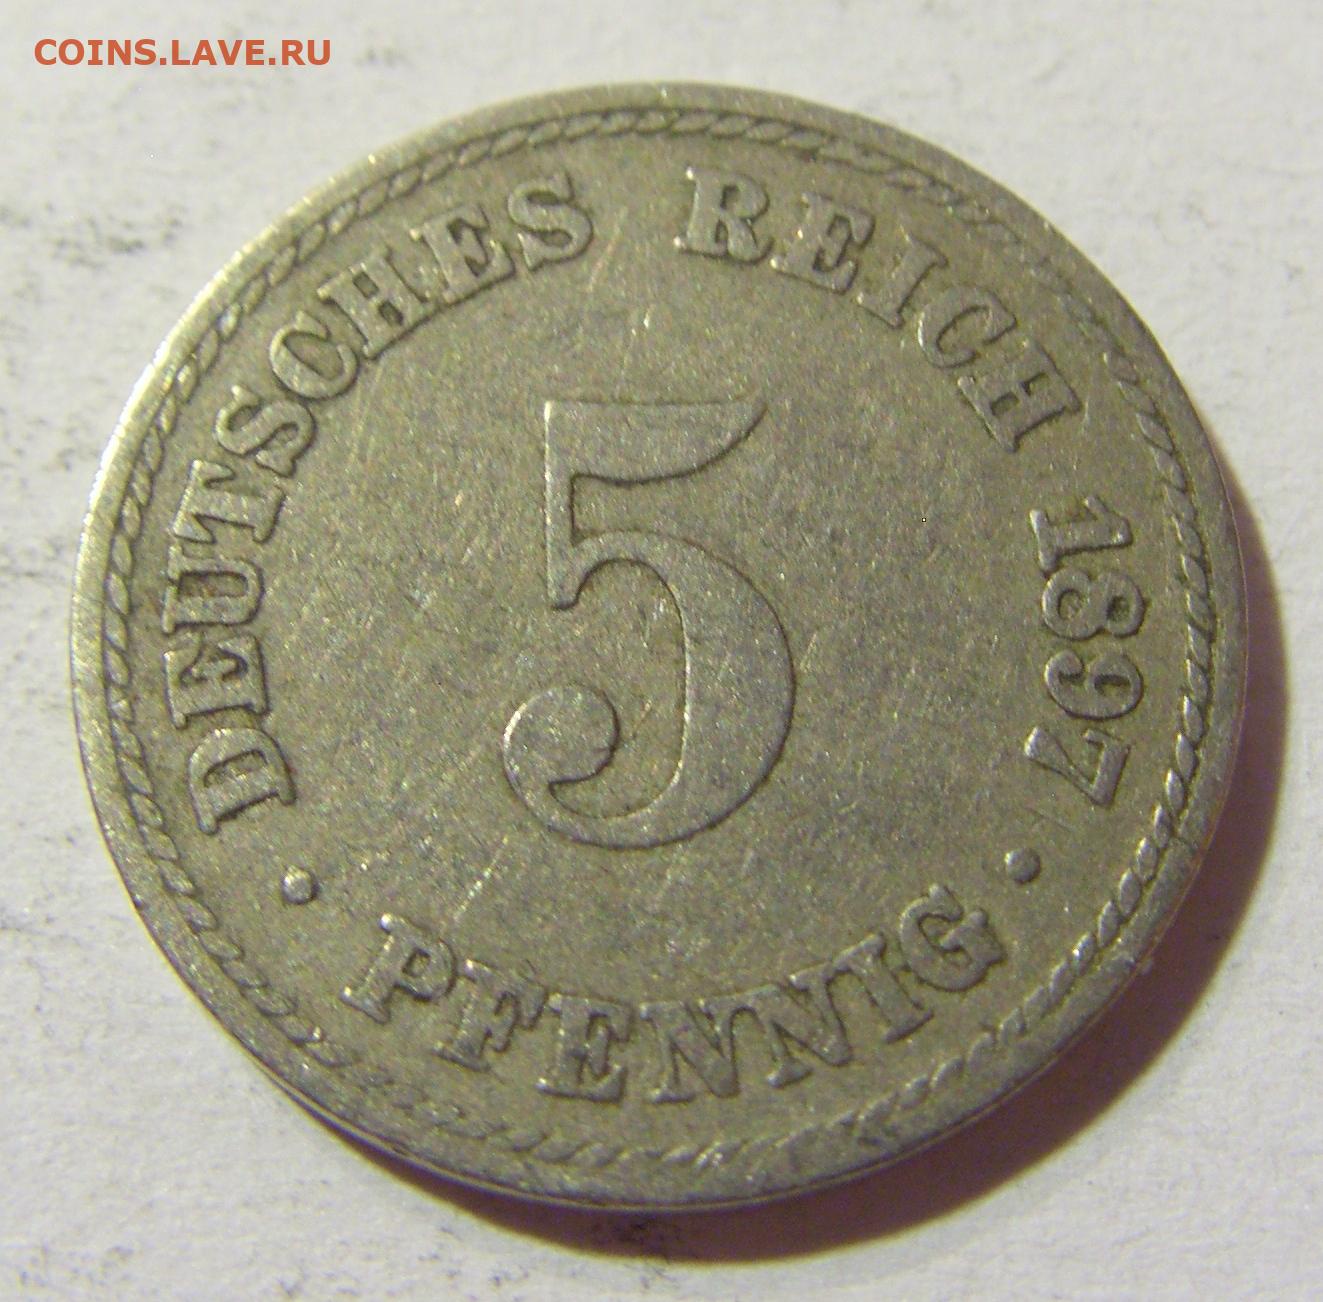 COINS.LAVE.RU
DEUTSCHES REICH 1897
5
• PFENNIG •